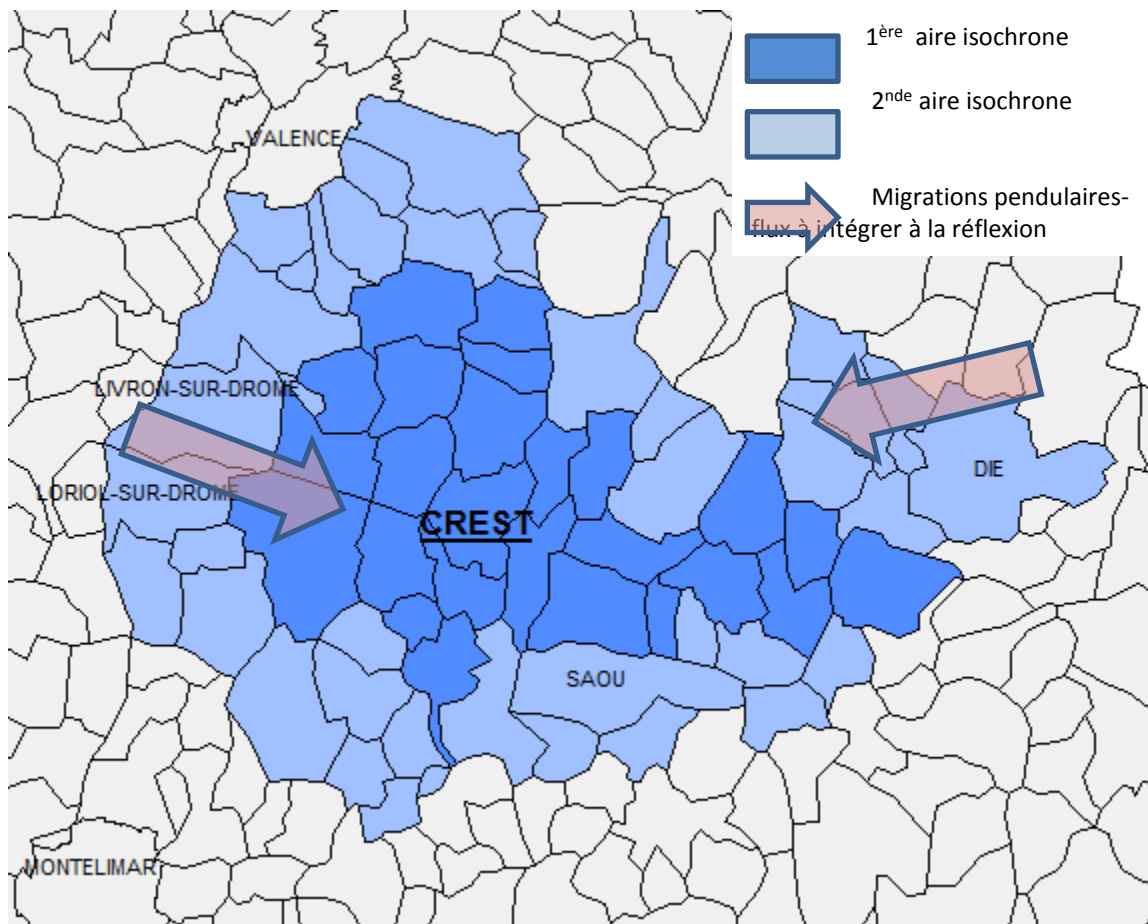 1ère aire isochrone
2nde aire isochrone
Migrations pendulaires-
flux à intégrer à la réflexion
VALENCE
LIVRON-SUR-DROME
LORIOL-SUR-DROME
DIE
CREST
SAOU
MONTELIMAR